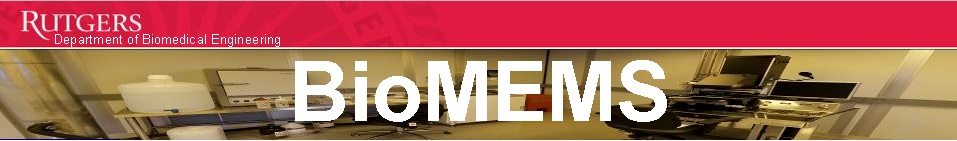 RUTGERS
Department of Biomedical Engineering
BioMEMS